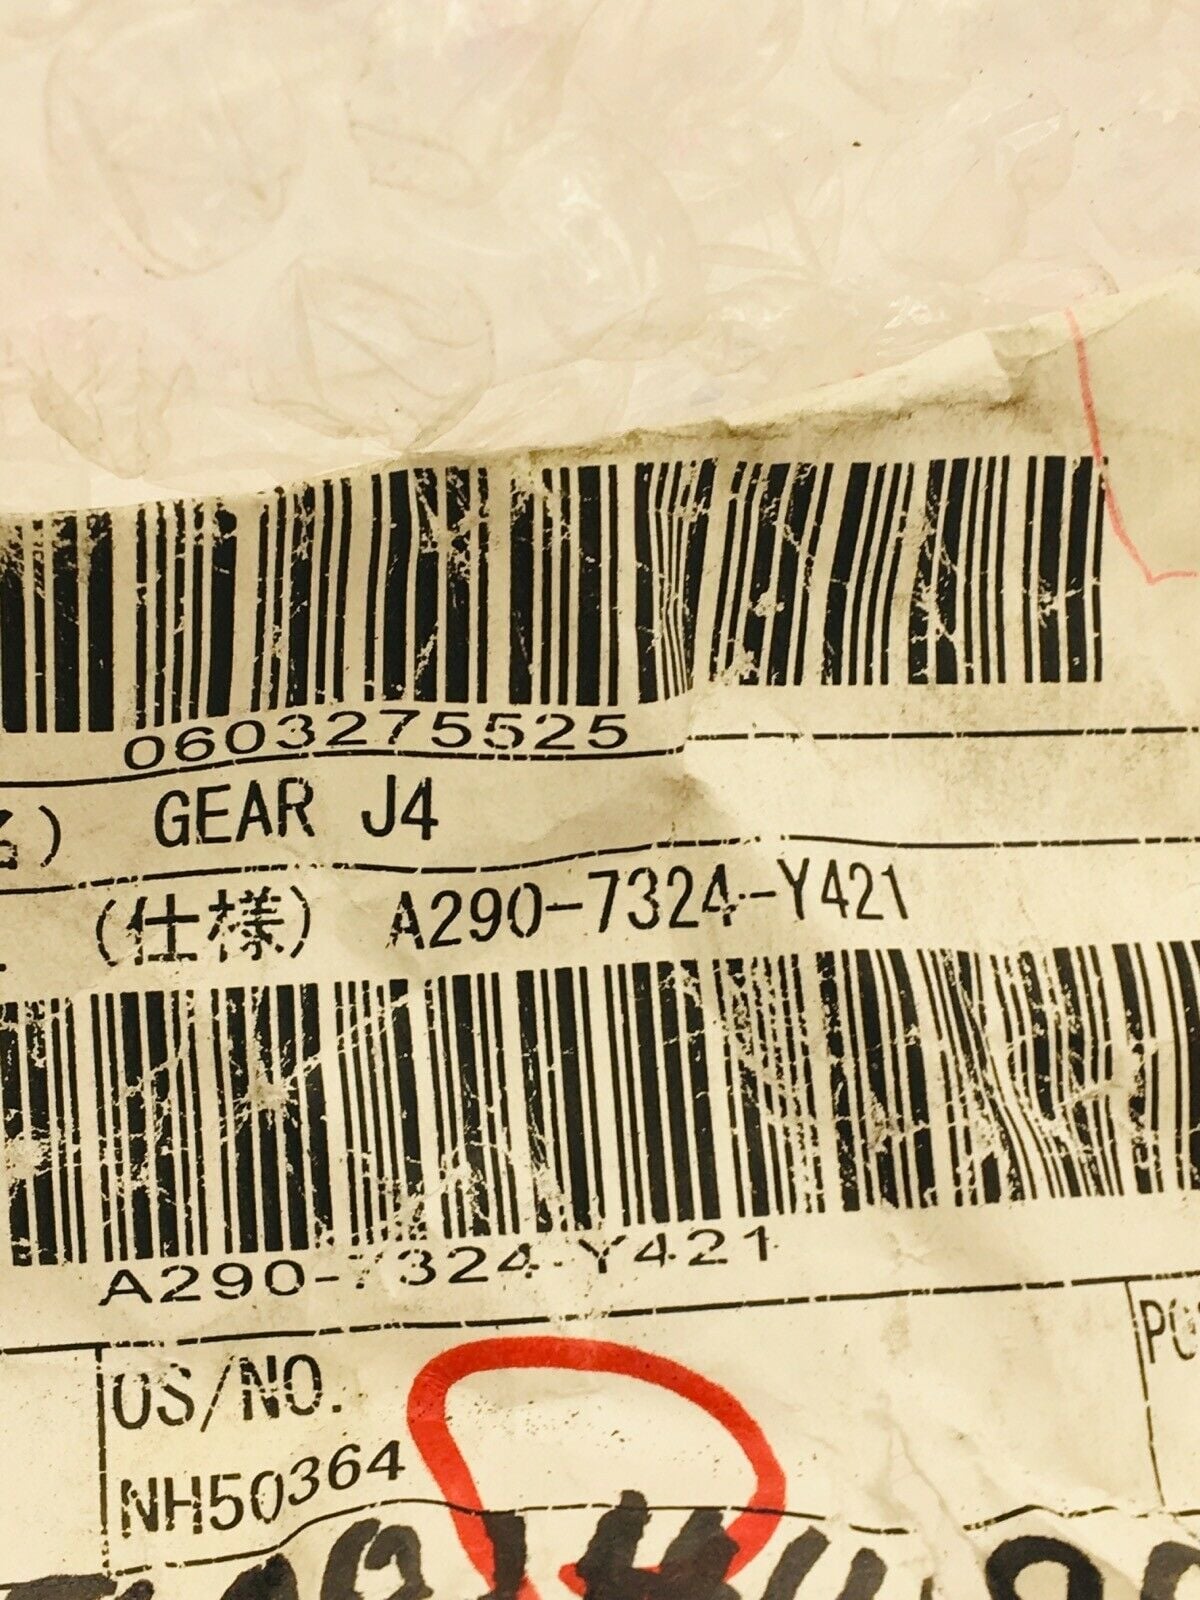 0603275525
) GEAR J4
(仕様) A290-7324-Y421
A290-7324-Y421
OS/NO.
NH50364